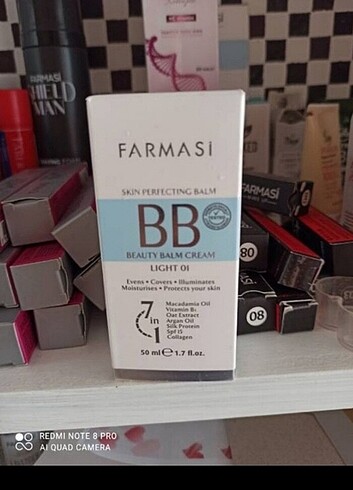 FARMASİ
SHIELD
MAN
FARMASİ
SKIN PERFECTING BALM
BB
BEAUTY BALM CREAM
LIGHT 01
Evens • Covers • Illuminates
Moisturises • Protects your skin
7 in 1
Macadamia Oil
Vitamin B5
Oat Extract
Argan Oil
Silk Protein
Spf 15
Collagen
50 ml ℮ 1.7 fl.oz.
FARMASİ
08
08
REDMI NOTE 8 PRO
AI QUAD CAMERA